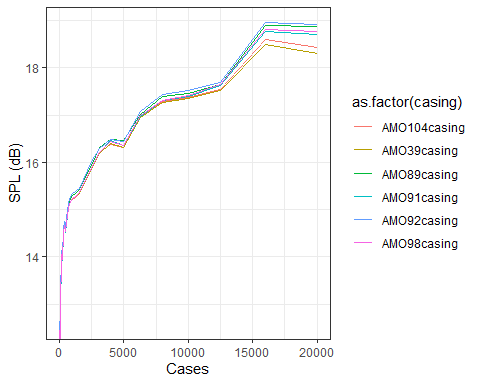 18
16
14
SPL (dB)
0
5000
10000
15000
20000
Cases
as.factor(casing)
AMO104casing
AMO39casing
AMO89casing
AMO91casing
AMO92casing
AMO98casing